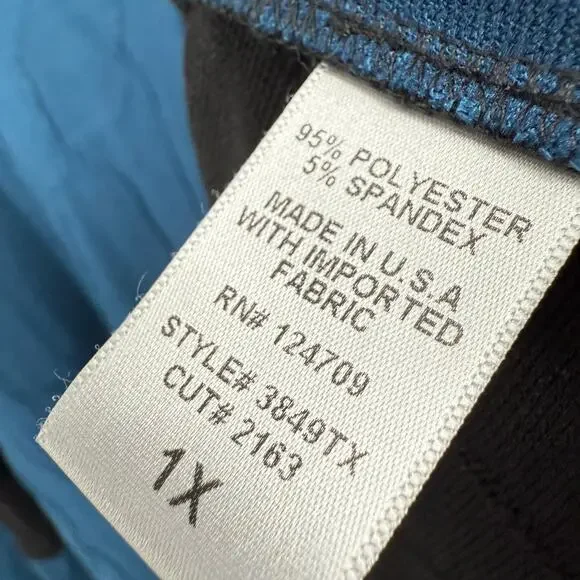 95% POLYESTER
5% SPANDEX
MADE IN U.S.A
WITH IMPORTED
FABRIC
RN# 124709
STYLE# 3849TX
CUT# 2163
1X